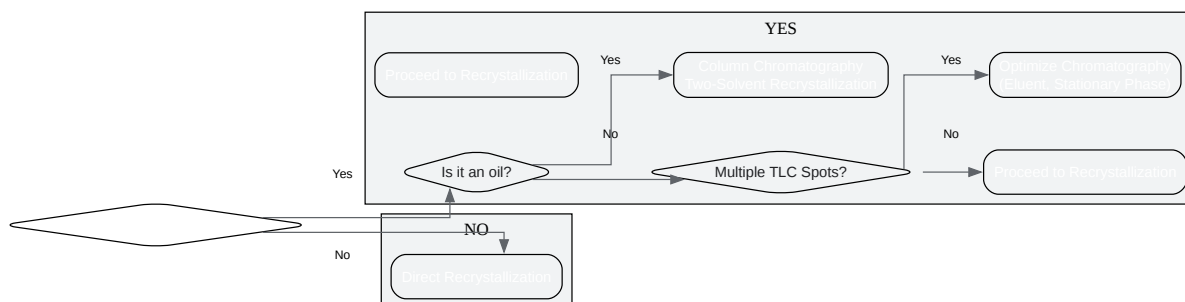 YES
Proceed to Recrystallization
Yes
Column Chromatography
Two-Solvent Recrystallization
Yes
Optimize Chromatography
(Eluent, Stationary Phase)
No
No
Yes
Is it an oil?
Multiple TLC Spots?
Proceed to Recrystallization
NO
No
Direct Recrystallization